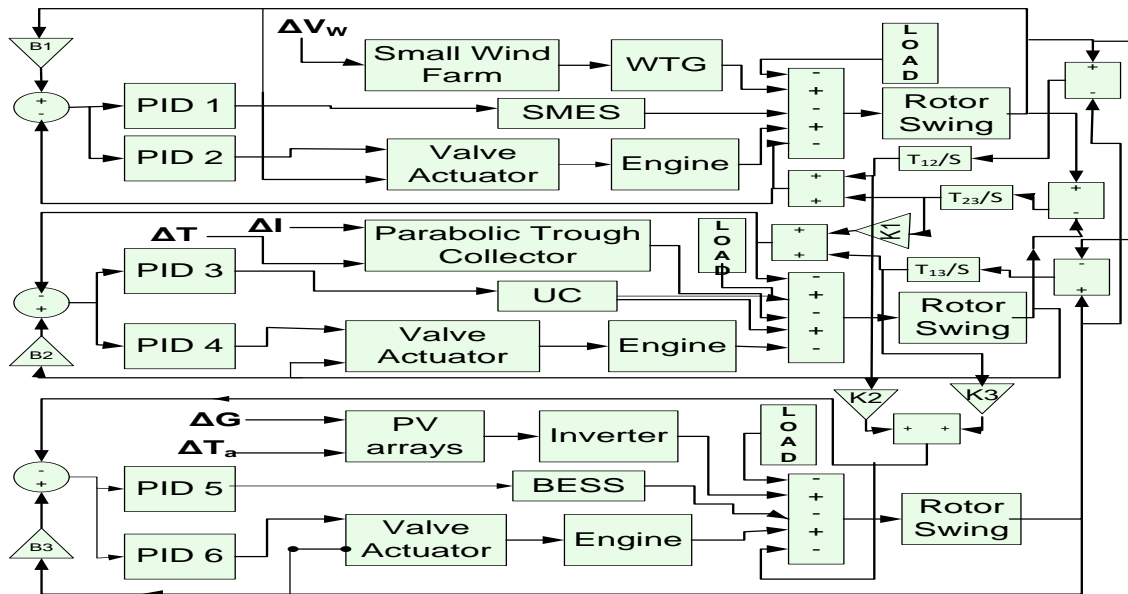 B1
+
-
PID 1
PID 2
ΔVw
Small Wind
Farm
WTG
SMES
Valve
Actuator
Engine
LOAD
-
+
-
+
-
Rotor
Swing
+
-
T12/S
+
+
T23/S
+
-
K1
ΔI
ΔT
Parabolic Trough
Collector
LOAD
+
+
T13/S
-
+
PID 3
-
+
UC
-
+
-
+
-
Rotor
Swing
B2
PID 4
Valve
Actuator
Engine
K2
K3
+ +
ΔG
ΔTa
PV
arrays
Inverter
LOAD
-
+
PID 5
BESS
-
+
-
+
-
Rotor
Swing
B3
PID 6
Valve
Actuator
Engine